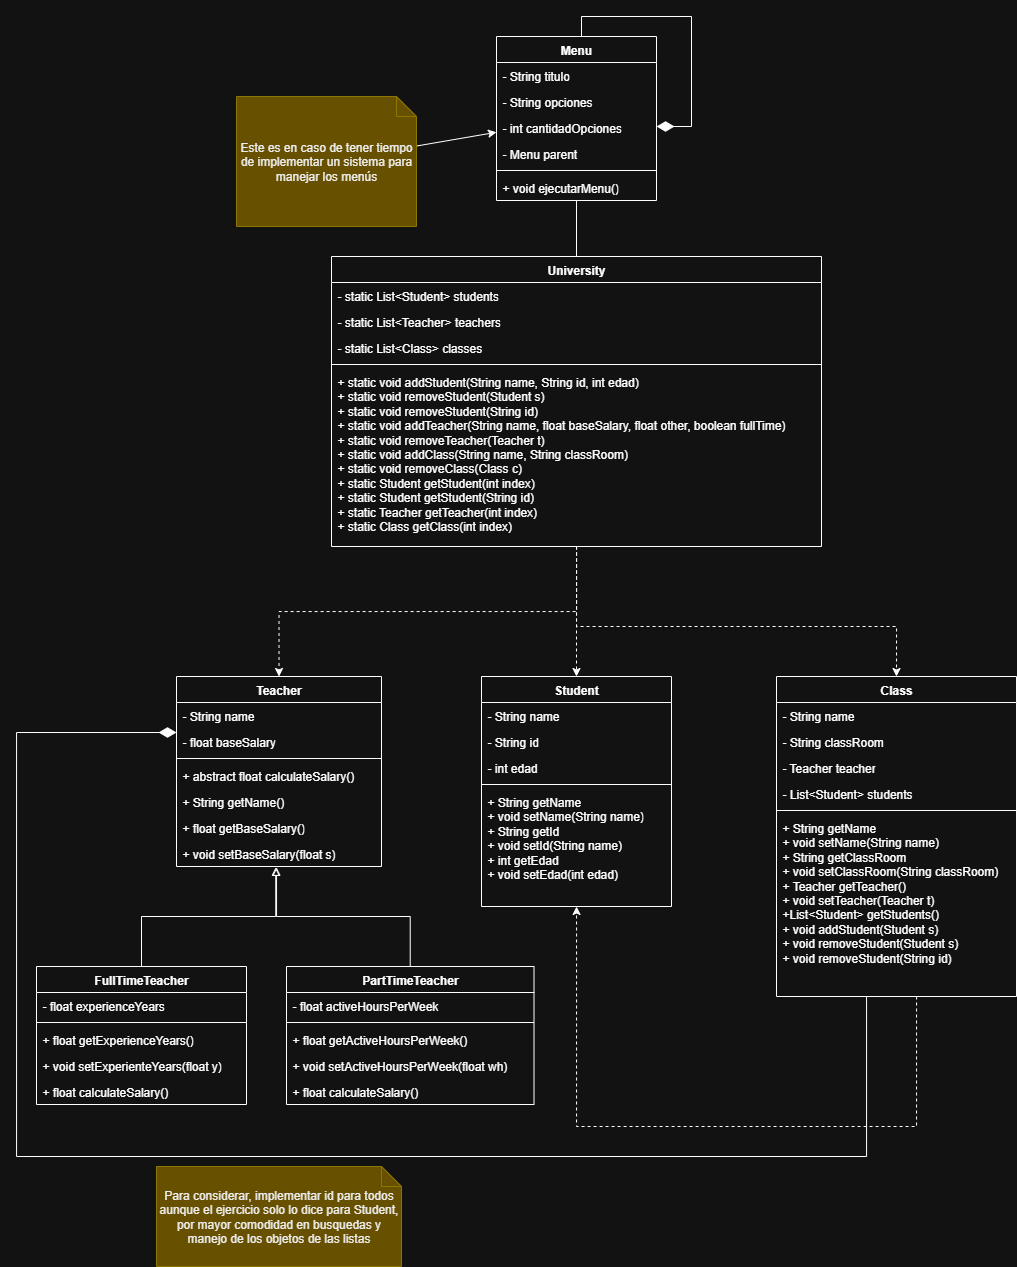 Menu
- String titulo
- String opciones
- int cantidadOpciones
- Menu parent
+ void ejecutarMenu()
Este es en caso de tener tiempo
de implementar un sistema para
manejar los menús
University
- static List<Student> students
- static List<Teacher> teachers
- static List<Class> classes
+ static void addStudent(String name, String id, int edad)
+ static void removeStudent(Student s)
+ static void removeStudent(String id)
+ static void addTeacher(String name, float baseSalary, float other, boolean fullTime)
+ static void removeTeacher(Teacher t)
+ static void addClass(String name, String classRoom)
+ static void removeClass(Class c)
+ static Student getStudent(int index)
+ static Student getStudent(String id)
+ static Teacher getTeacher(int index)
+ static Class getClass(int index)
Teacher
- String name
- float baseSalary
+ abstract float calculateSalary()
+ String getName()
+ float getBaseSalary()
+ void setBaseSalary(float s)
Student
- String name
- String id
- int edad
+ String getName
+ void setName(String name)
+ String getId
+ void setId(String name)
+ int getEdad
+ void setEdad(int edad)
Class
- String name
- String classRoom
- Teacher teacher
- List<Student> students
+ String getName
+ void setName(String name)
+ String getClassRoom
+ void setClassRoom(String classRoom)
+ Teacher getTeacher()
+ void setTeacher(Teacher t)
+List<Student> getStudents()
+ void addStudent(Student s)
+ void removeStudent(Student s)
+ void removeStudent(String id)
FullTimeTeacher
- float experienceYears
+ float getExperienceYears()
+ void setExperienteYears(float y)
+ float calculateSalary()
PartTimeTeacher
- float activeHoursPerWeek
+ float getActiveHoursPerWeek()
+ void setActiveHoursPerWeek(float wh)
+ float calculateSalary()
Para considerar, implementar id para todos
aunque el ejercicio solo lo dice para Student,
por mayor comodidad en busquedas y
manejo de los objetos de las listas